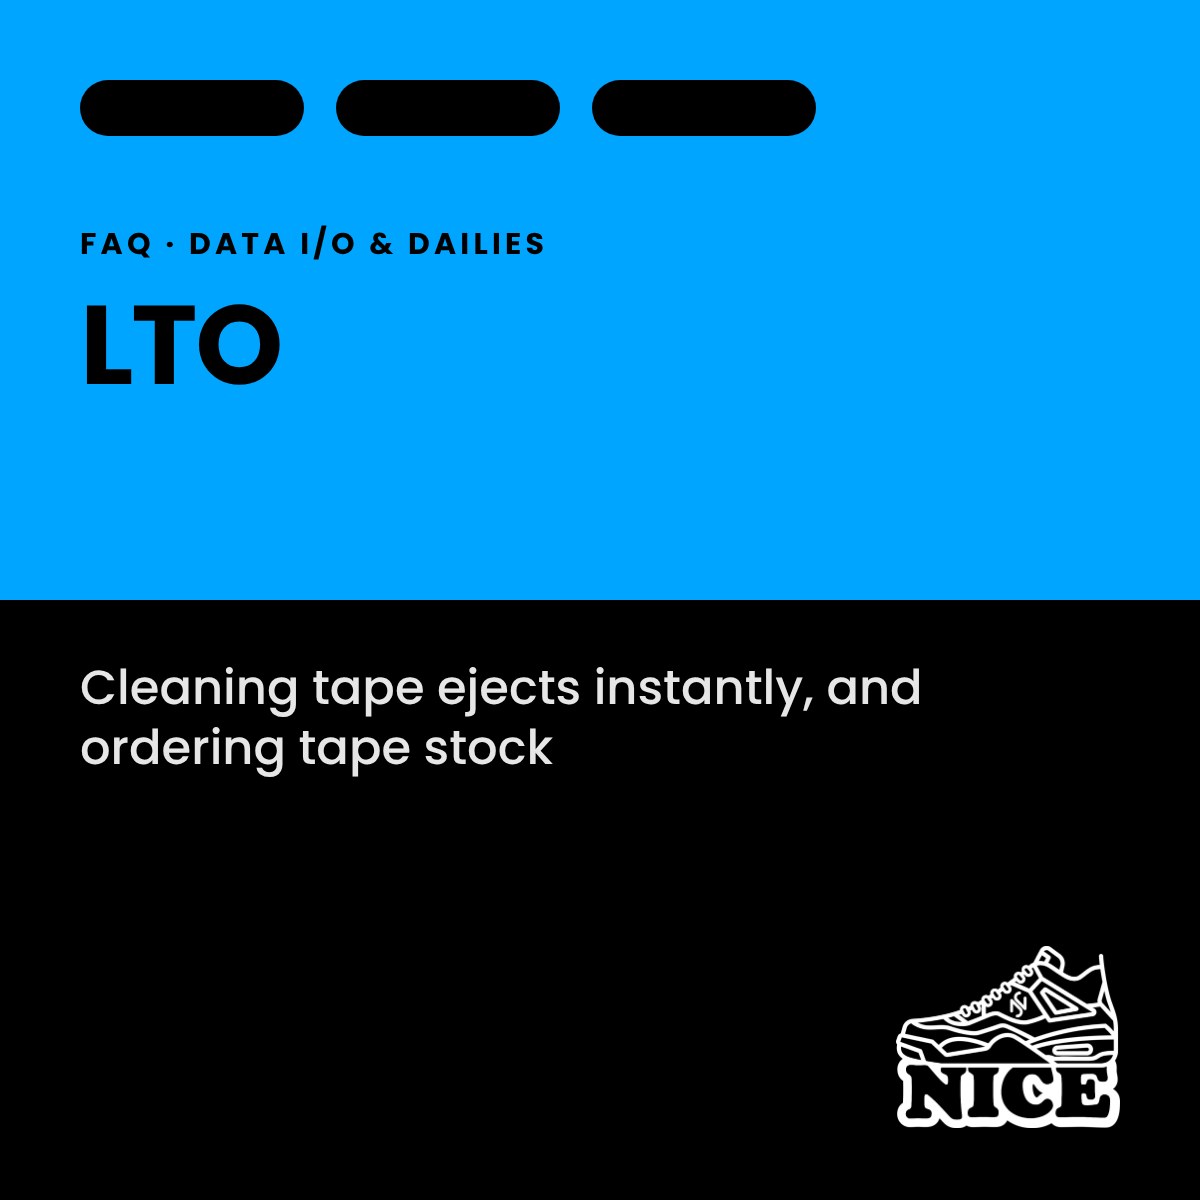 FAQ · DATA I/O & DAILIES
LTO
Cleaning tape ejects instantly, and
ordering tape stock
NICE